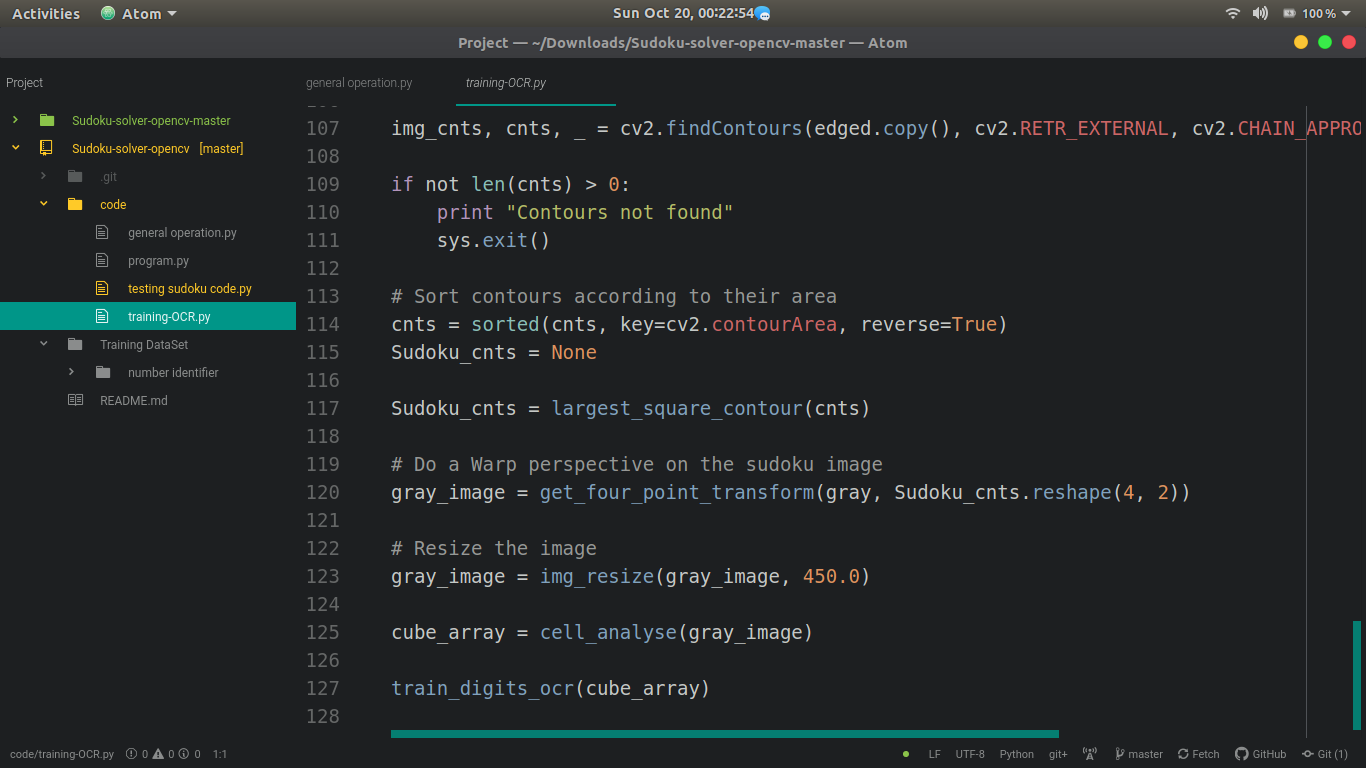 Activities Atom Sun Oct 20, 00:22:54 100%
Project — ~/Downloads/Sudoku-solver-opencv-master — Atom
Project
general operation.py training-OCR.py
Sudoku-solver-opencv-master
Sudoku-solver-opencv [master]
.git
code
general operation.py
program.py
testing sudoku code.py
training-OCR.py
Training DataSet
number identifier
README.md
107 img_cnts, cnts, _ = cv2.findContours(edged.copy(), cv2.RETR_EXTERNAL, cv2.CHAIN_APPRO
108
109 if not len(cnts) > 0:
110 print "Contours not found"
111 sys.exit()
112
113 # Sort contours according to their area
114 cnts = sorted(cnts, key=cv2.contourArea, reverse=True)
115 Sudoku_cnts = None
116
117 Sudoku_cnts = largest_square_contour(cnts)
118
119 # Do a Warp perspective on the sudoku image
120 gray_image = get_four_point_transform(gray, Sudoku_cnts.reshape(4, 2))
121
122 # Resize the image
123 gray_image = img_resize(gray_image, 450.0)
124
125 cube_array = cell_analyse(gray_image)
126
127 train_digits_ocr(cube_array)
128
code/training-OCR.py 0 0 0 1:1 LF UTF-8 Python git+ master Fetch GitHub Git (1)